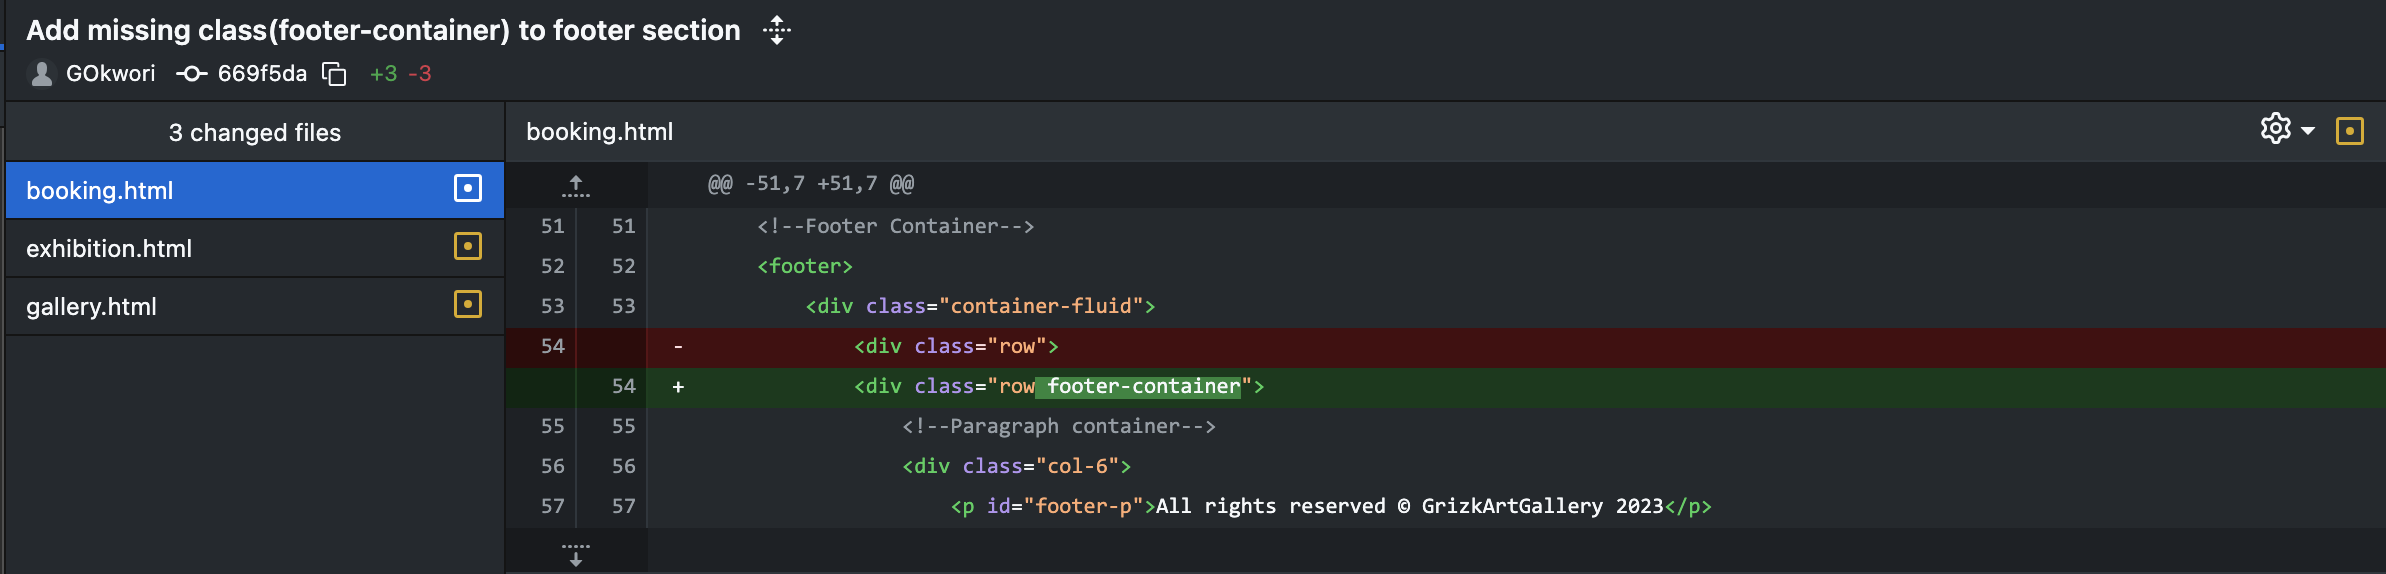 Add missing class(footer-container) to footer section
GOkwori 669f5da +3 -3
3 changed files
booking.html
exhibition.html
gallery.html
booking.html
@@ -51,7 +51,7 @@
51 51 <!--Footer Container-->
52 52 <footer>
53 53 <div class="container-fluid">
54 - <div class="row">
54 + <div class="row footer-container">
55 55 <!--Paragraph container-->
56 56 <div class="col-6">
57 57 <p id="footer-p">All rights reserved © GrizkArtGallery 2023</p>